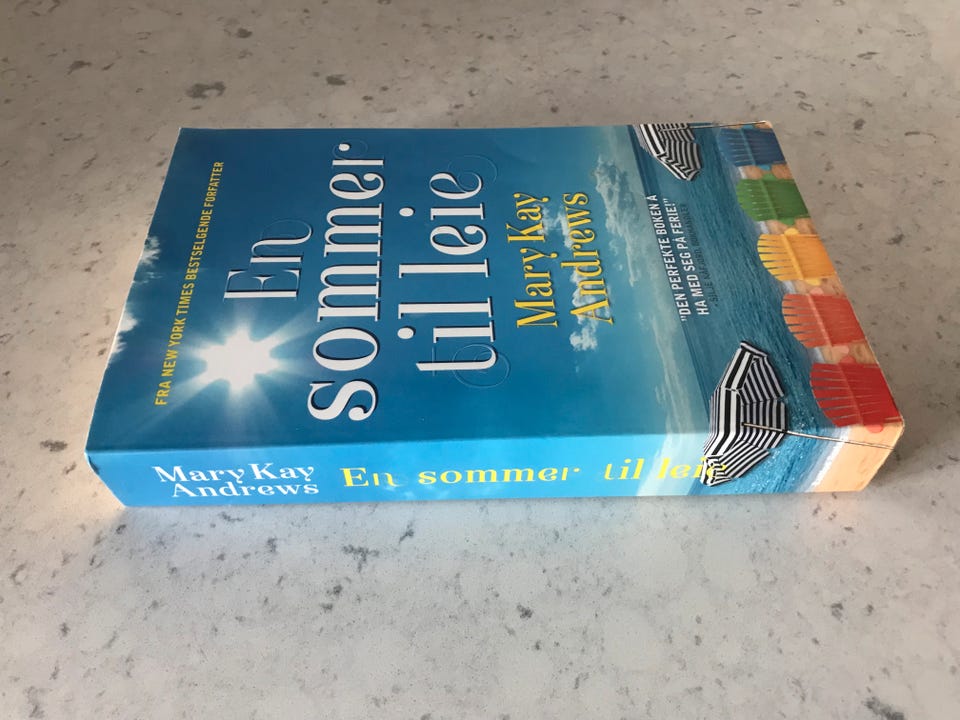 FRA NEW YORK TIMES BESTSELGENDE FORFATTER
En
sommer
til leie
Mary Kay
Andrews
"DEN PERFEKTE BOKEN Å
HA MED SEG PÅ FERIE!"
Mary Kay
Andrews
En sommer til leie